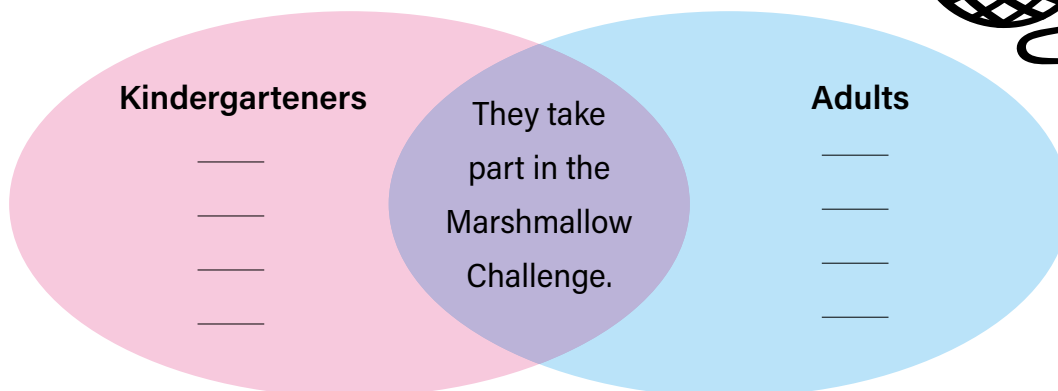 Kindergarteners
They take
part in the
Marshmallow
Challenge.
Adults